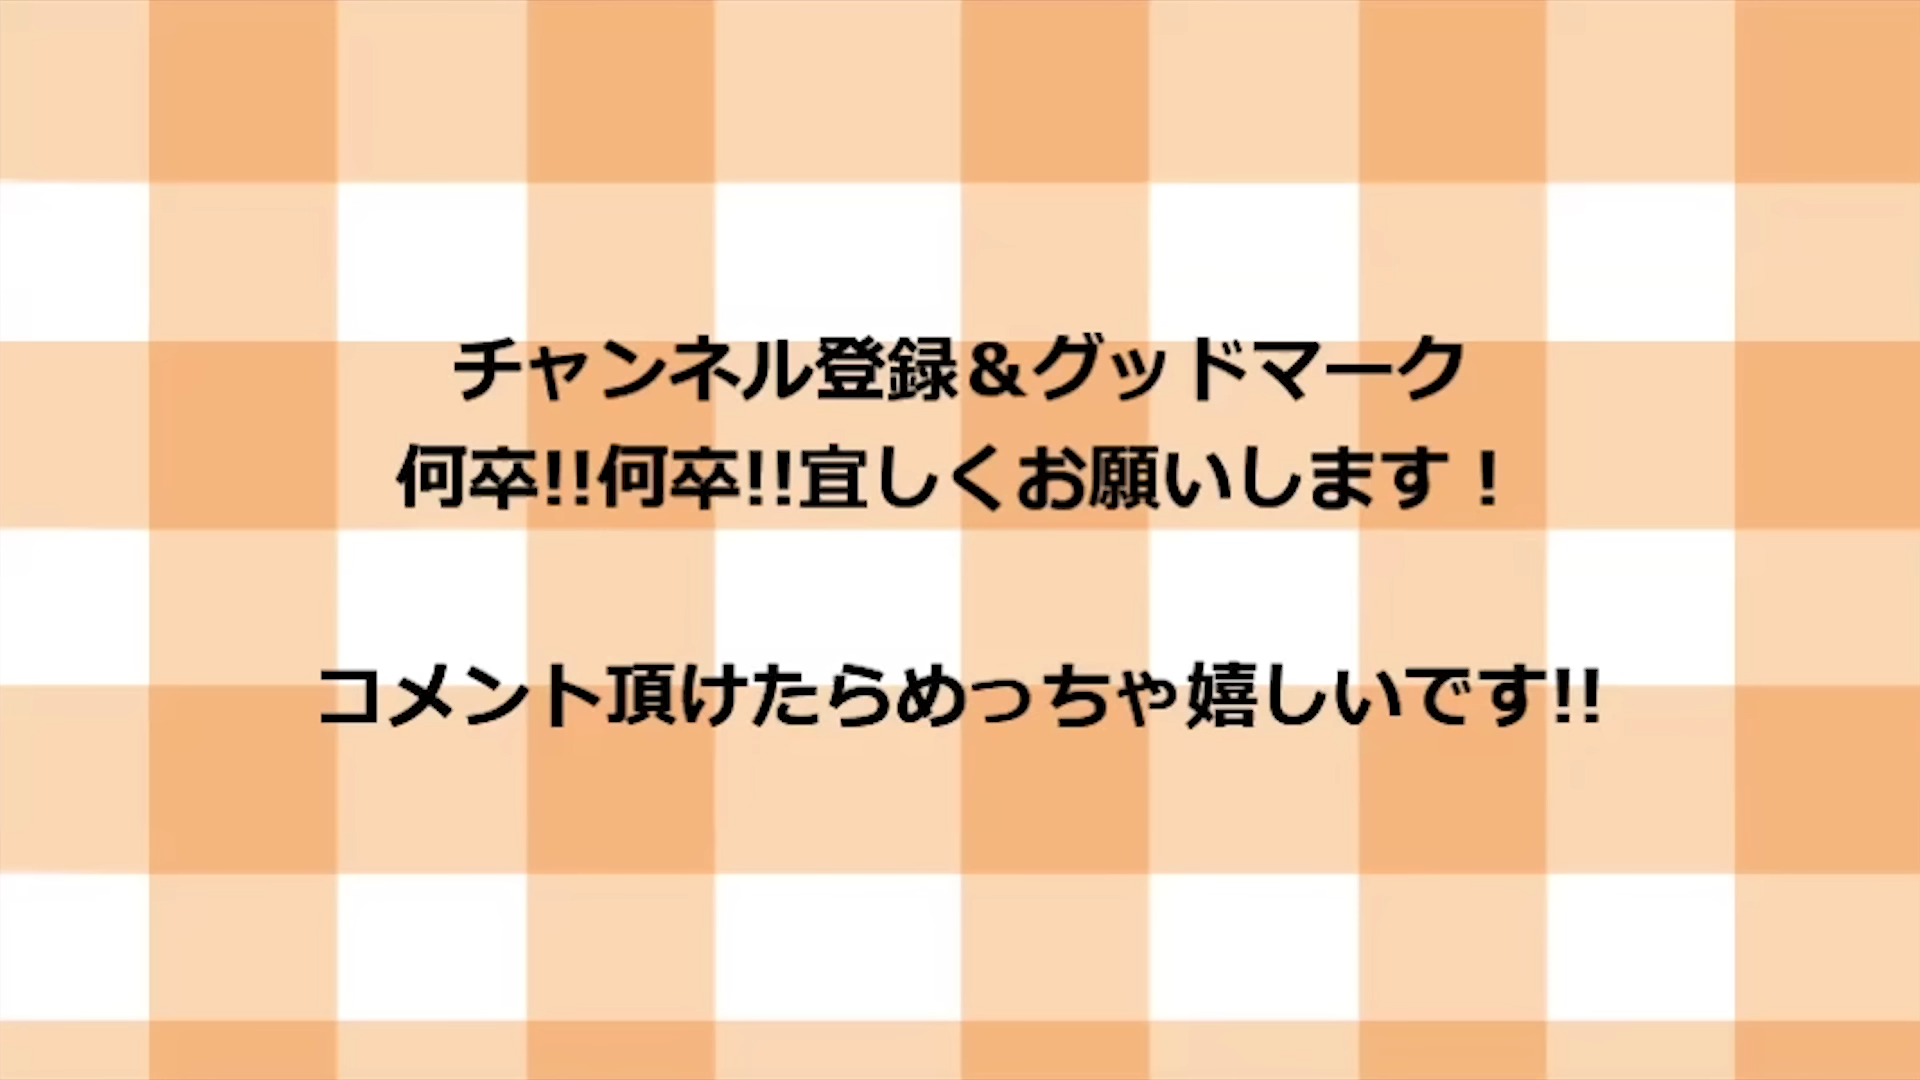 チャンネル登録＆グッドマーク
何卒!!何卒!!宜しくお願いします！
コメント頂けたらめっちゃ嬉しいです!!